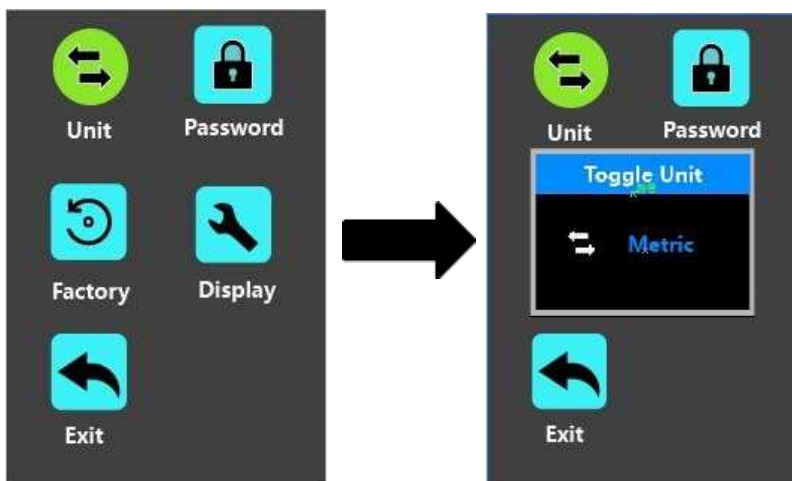 Unit
Password
Factory
Display
Exit
Unit
Password
Toggle Unit
Metric
Exit